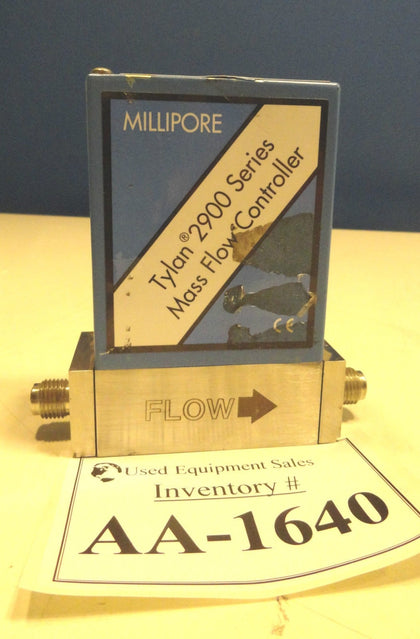 MILLIPORE
Tylan® 2900 Series
Mass Flow Controller
CE
FLOW
Used Equipment Sales
Inventory #
AA-1640